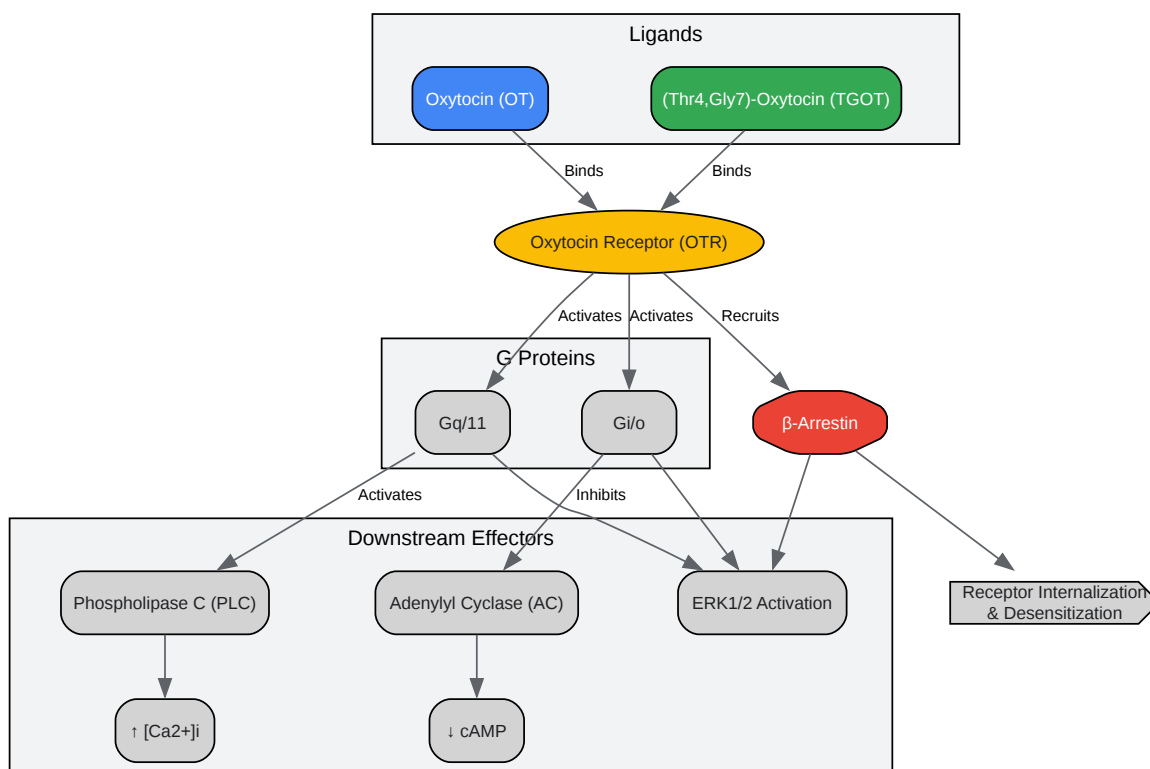 Ligands
Oxytocin (OT)
(Thr4,Gly7)-Oxytocin (TGOT)
Binds
Binds
Oxytocin Receptor (OTR)
Activates
Activates
Recruits
G Proteins
Gq/11
Gi/o
β-Arrestin
Activates
Inhibits
Downstream Effectors
Phospholipase C (PLC)
Adenylyl Cyclase (AC)
ERK1/2 Activation
Receptor Internalization
& Desensitization
↑ [Ca2+]i
↓ cAMP